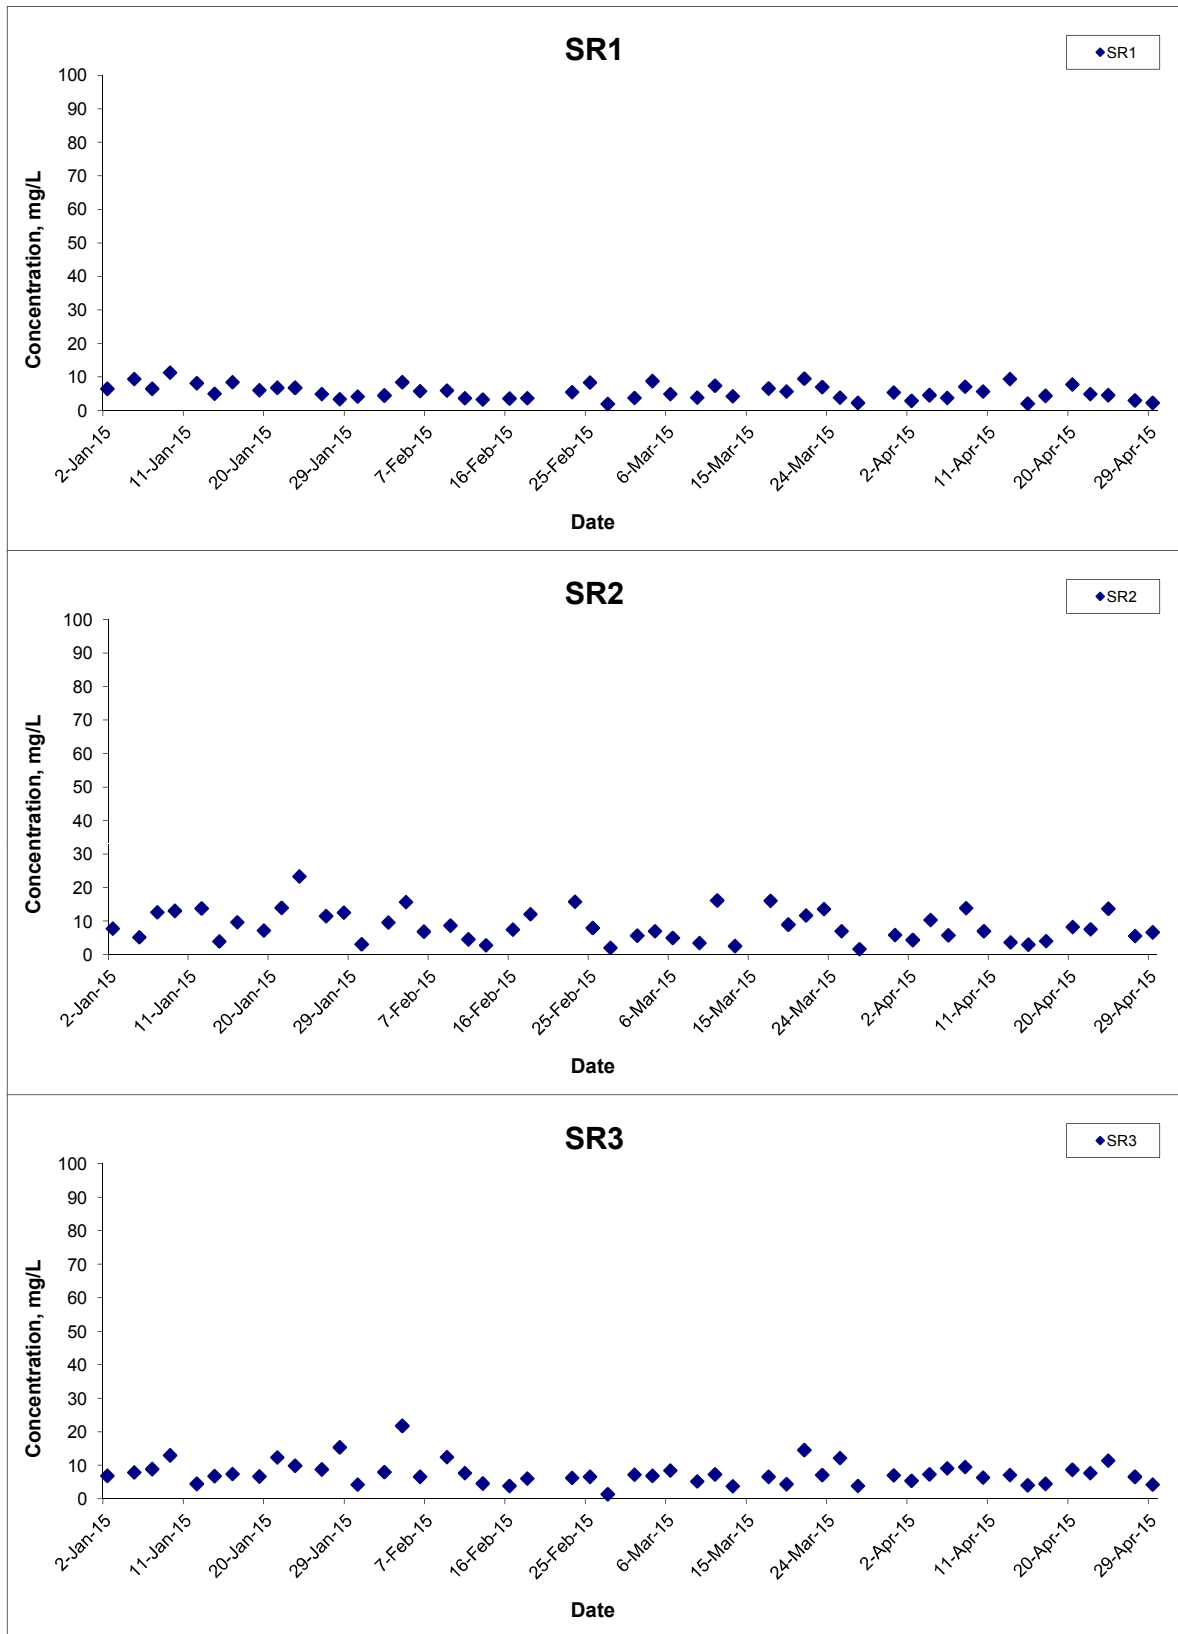 SR1
SR1
100
90
80
70
60
50
40
30
20
10
0
Concentration, mg/L
2-Jan-15
11-Jan-15
20-Jan-15
29-Jan-15
7-Feb-15
16-Feb-15
25-Feb-15
6-Mar-15
15-Mar-15
24-Mar-15
2-Apr-15
11-Apr-15
20-Apr-15
29-Apr-15
Date
SR2
SR2
100
90
80
70
60
50
40
30
20
10
0
Concentration, mg/L
2-Jan-15
11-Jan-15
20-Jan-15
29-Jan-15
7-Feb-15
16-Feb-15
25-Feb-15
6-Mar-15
15-Mar-15
24-Mar-15
2-Apr-15
11-Apr-15
20-Apr-15
29-Apr-15
Date
SR3
SR3
100
90
80
70
60
50
40
30
20
10
0
Concentration, mg/L
2-Jan-15
11-Jan-15
20-Jan-15
29-Jan-15
7-Feb-15
16-Feb-15
25-Feb-15
6-Mar-15
15-Mar-15
24-Mar-15
2-Apr-15
11-Apr-15
20-Apr-15
29-Apr-15
Date